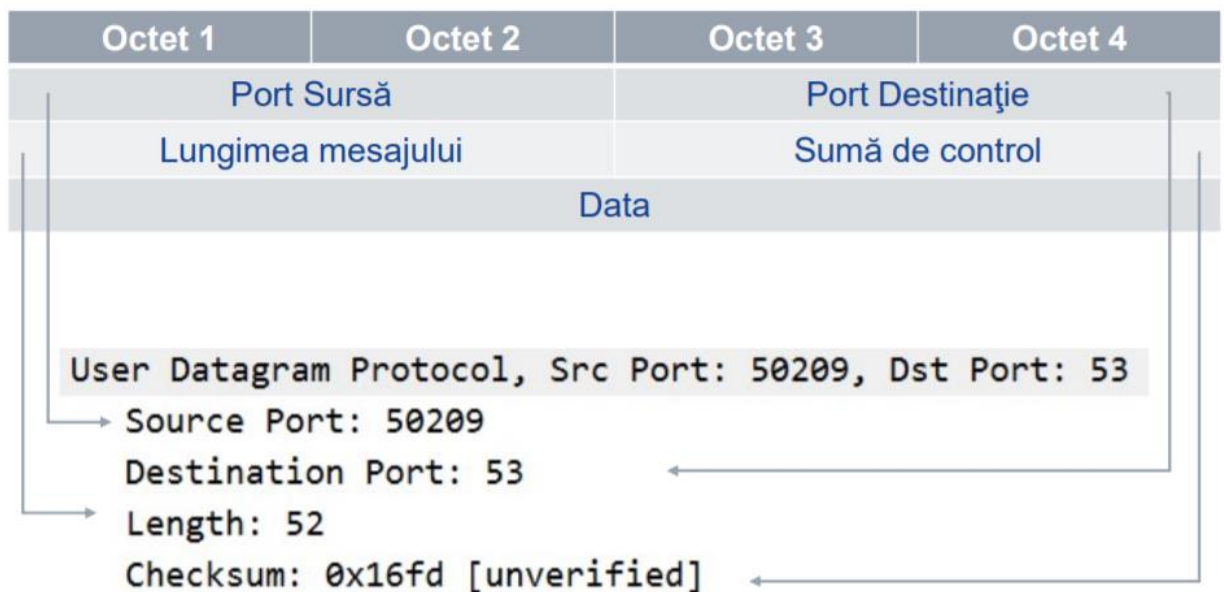 Octet 1 Octet 2 Octet 3 Octet 4
Port Sursă Port Destinaţie
Lungimea mesajului Sumă de control
Data
User Datagram Protocol, Src Port: 50209, Dst Port: 53
Source Port: 50209
Destination Port: 53
Length: 52
Checksum: 0x16fd [unverified]